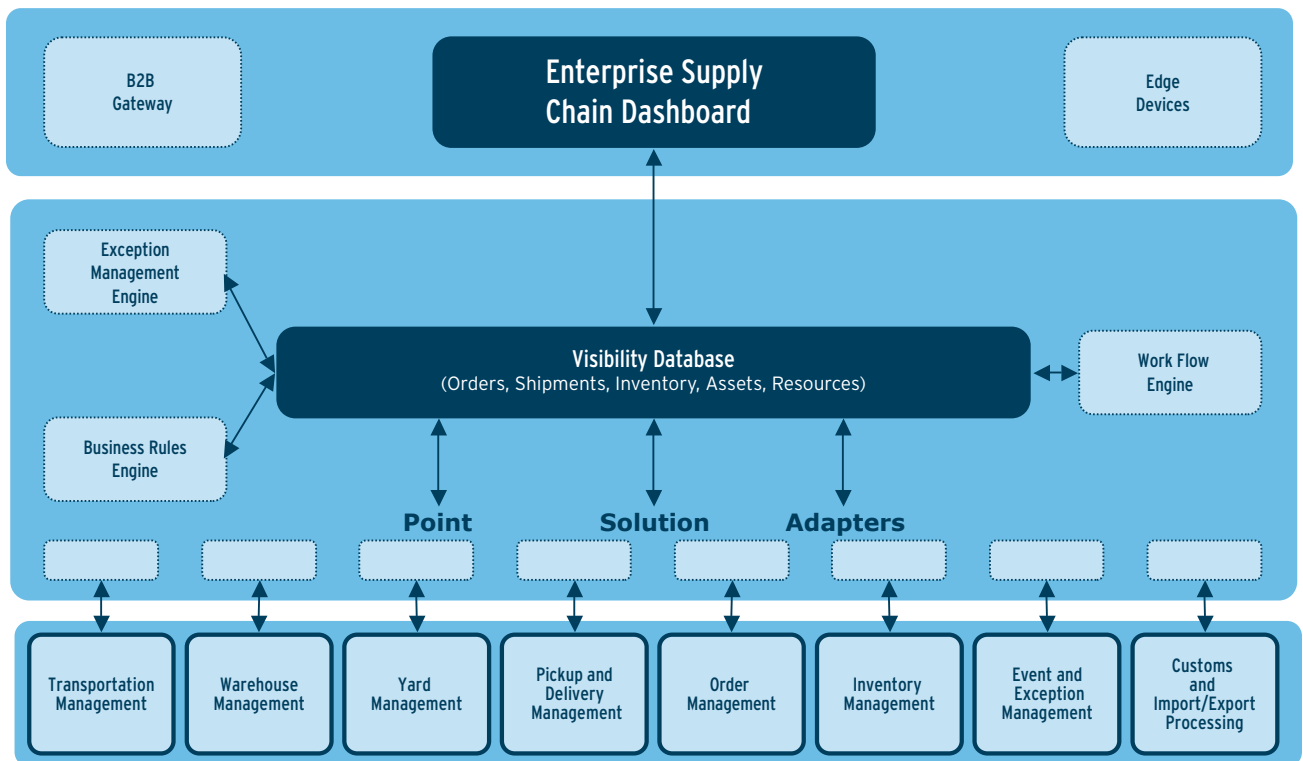 B2B
Gateway
Enterprise Supply
Chain Dashboard
Edge
Devices
Exception
Management
Engine
Visibility Database
(Orders, Shipments, Inventory, Assets, Resources)
Work Flow
Engine
Business Rules
Engine
Point Solution Adapters
Transportation
Management
Warehouse
Management
Yard
Management
Pickup and
Delivery
Management
Order
Management
Inventory
Management
Event and
Exception
Management
Customs
and
Import/Export
Processing